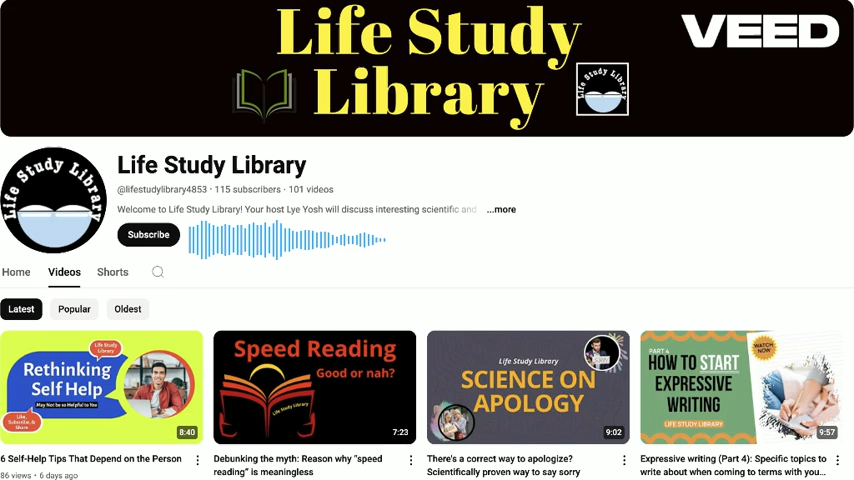 Life Study
Library
VEED
Life Study Library
Life Study Library
Life Study Library
@lifestudylibrary4853 · 115 subscribers · 101 videos
Welcome to Life Study Library! Your host Lye Yosh will discuss interesting scientific and ...more
Subscribe
Home Videos Shorts
Latest Popular Oldest
Life Study
Library
Rethinking
Self Help
May Not be so Helpful to You
Like,
Subscribe,
& Share
8:40
Speed Reading
Good or nah?
Life Study Library
7:23
Life Study Library
SCIENCE ON
APOLOGY
9:02
PART 4
HOW TO START
EXPRESSIVE
WRITING
LIFE STUDY LIBRARY
WATCH
NOW
9:57
6 Self-Help Tips That Depend on the Person
86 views · 6 days ago
Debunking the myth: Reason why "speed
reading" is meaningless
There's a correct way to apologize?
Scientifically proven way to say sorry
Expressive writing (Part 4): Specific topics to
write about when coming to terms with you...